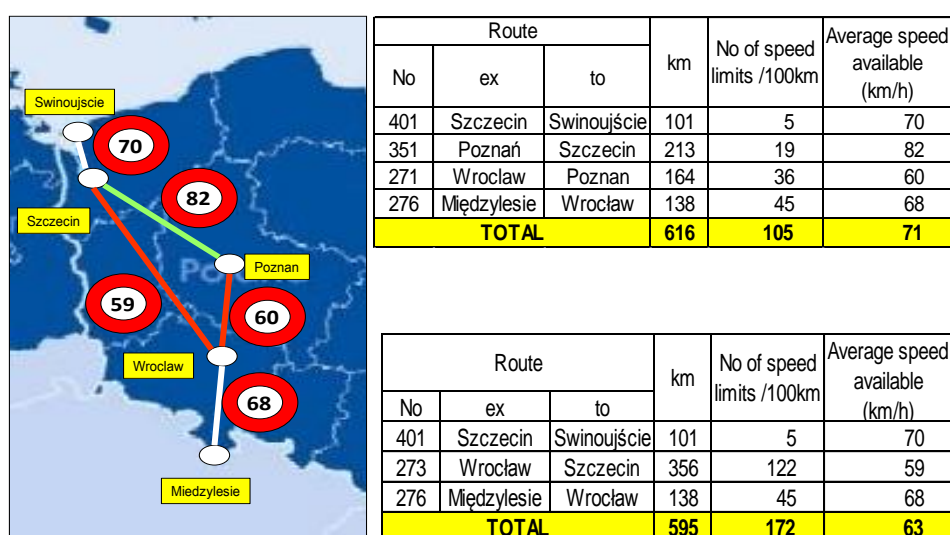 Swinoujscie
70
82
Szczecin
Poznan
59
60
Wroclaw
68
Miedzylesie
Route km No of speed limits /100km Average speed available (km/h)
No ex to
401 Szczecin Swinoujście 101 5 70
351 Poznań Szczecin 213 19 82
271 Wroclaw Poznan 164 36 60
276 Międzylesie Wrocław 138 45 68
TOTAL 616 105 71
Route km No of speed limits /100km Average speed available (km/h)
No ex to
401 Szczecin Swinoujście 101 5 70
273 Wrocław Szczecin 356 122 59
276 Międzylesie Wrocław 138 45 68
TOTAL 595 172 63